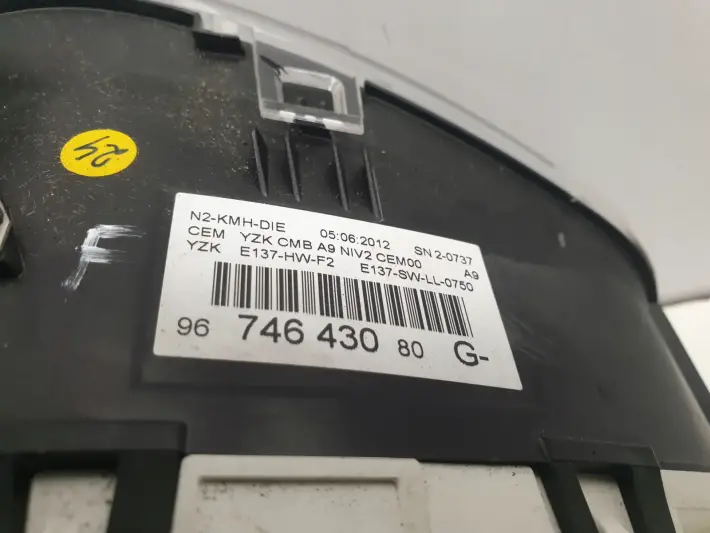 24
F
N2-KMH-DIE 05:06:2012 SN 2-0737
CEM YZK CMB A9 NIV2 CEM00 A9
YZK E137-HW-F2 E137-SW-LL-0750
96 746 430 80 G-